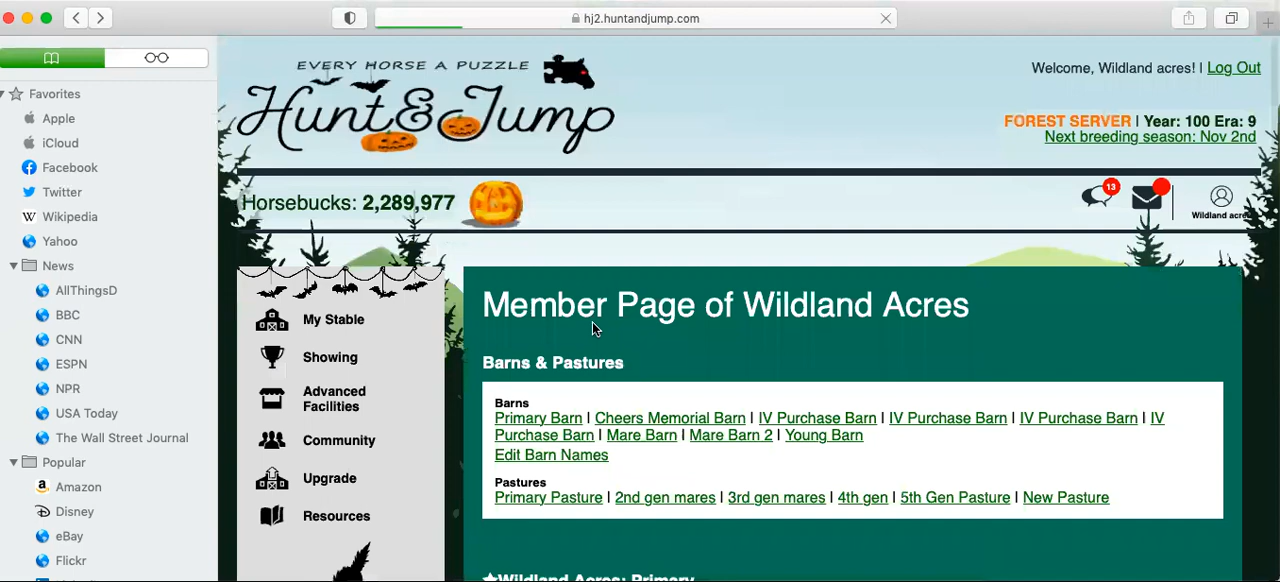 hj2.huntandjump.com
Favorites
Apple
iCloud
Facebook
Twitter
Wikipedia
Yahoo
News
AllThingsD
BBC
CNN
ESPN
NPR
USA Today
The Wall Street Journal
Popular
Amazon
Disney
eBay
Flickr
EVERY HORSE A PUZZLE
Hunt&Jump
Welcome, Wildland acres! | Log Out
FOREST SERVER | Year: 100 Era: 9
Next breeding season: Nov 2nd
Horsebucks: 2,289,977
13
Wildland acres
My Stable
Showing
Advanced
Facilities
Community
Upgrade
Resources
Member Page of Wildland Acres
Barns & Pastures
Barns
Primary Barn | Cheers Memorial Barn | IV Purchase Barn | IV Purchase Barn | IV Purchase Barn | IV
Purchase Barn | Mare Barn | Mare Barn 2 | Young Barn
Edit Barn Names
Pastures
Primary Pasture | 2nd gen mares | 3rd gen mares | 4th gen | 5th Gen Pasture | New Pasture
Wildland Acres: Primary